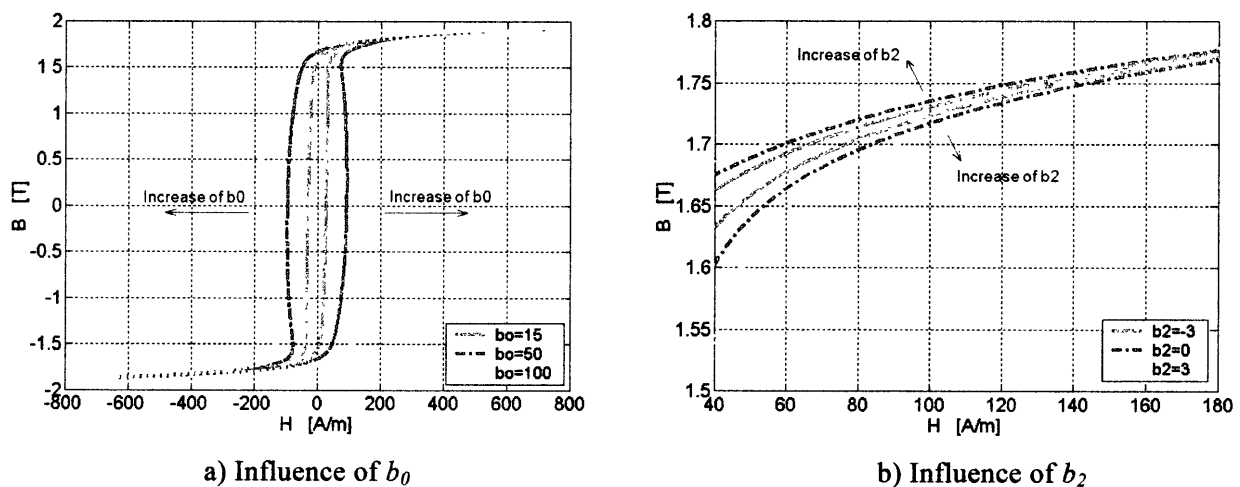 2
1.5
1
0.5
0
-0.5
-1
-1.5
-2
B [T]
-800 -600 -400 -200 0 200 400 600 800
H [A/m]
Increase of b0
Increase of b0
bo=15
bo=50
bo=100
a) Influence of b0
1.8
1.75
1.7
1.65
1.6
1.55
1.5
B [T]
40 60 80 100 120 140 160 180
H [A/m]
Increase of b2
Increase of b2
b2=-3
b2=0
b2=3
b) Influence of b2